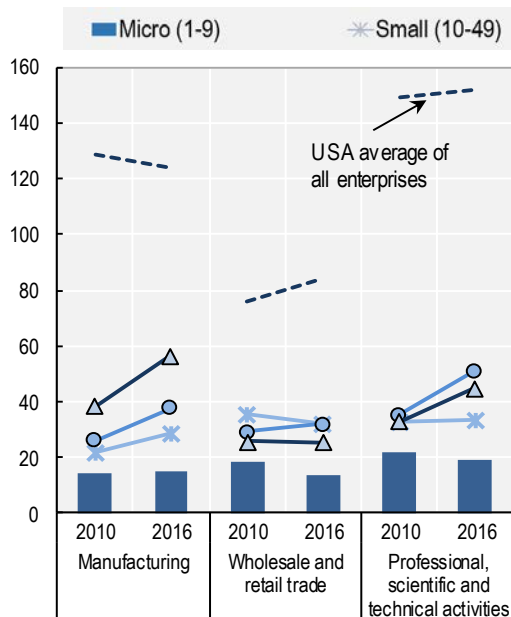 Micro (1-9) Small (10-49)
160
140
120
100
80
60
40
20
0
USA average of
all enterprises
2010 2016 2010 2016 2010 2016
Manufacturing
Wholesale and
retail trade
Professional,
scientific and
technical activities